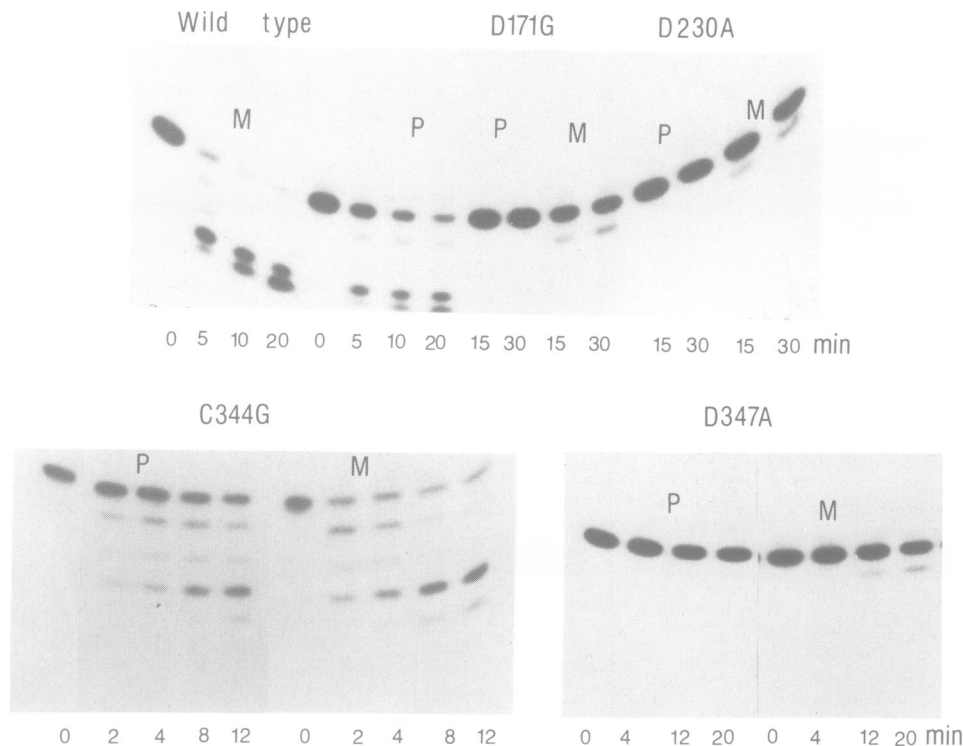 Wild type D171G D230A
M P P M P M
0 5 10 20 0 5 10 20 15 30 15 30 15 30 15 30 min
C344G D347A
P M P M
0 2 4 8 12 0 2 4 8 12 0 4 12 20 0 4 12 20 min